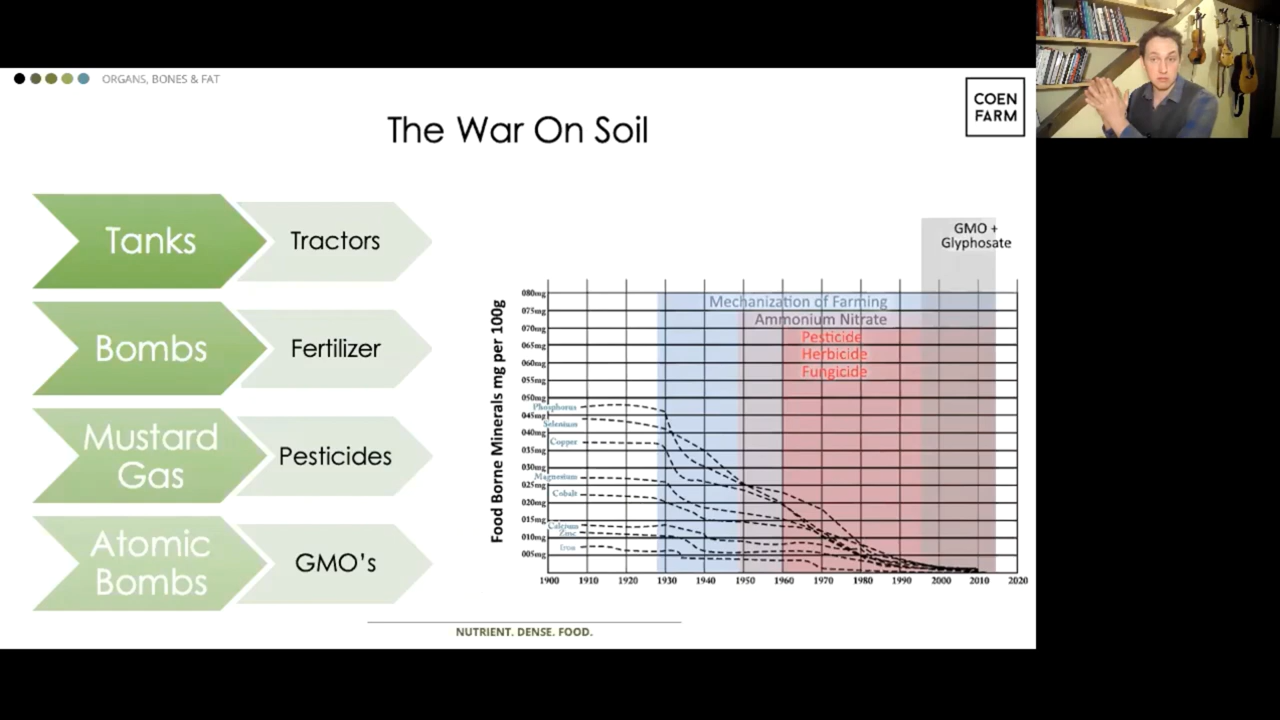 ORGANS, BONES & FAT
COEN
FARM
The War On Soil
Tanks
Tractors
Bombs
Fertilizer
Mustard
Gas
Pesticides
Atomic
Bombs
GMO's
GMO +
Glyphosate
Mechanization of Farming
Ammonium Nitrate
Pesticide
Herbicide
Fungicide
Food Borne Minerals mg per 100g
080mg
075mg
070mg
065mg
060mg
055mg
050mg
045mg
040mg
035mg
030mg
025mg
020mg
015mg
010mg
005mg
Phosphorus
Selenium
Copper
Magnesium
Cobalt
Calcium
Zinc
Iron
1900 1910 1920 1930 1940 1950 1960 1970 1980 1990 2000 2010 2020
NUTRIENT. DENSE. FOOD.